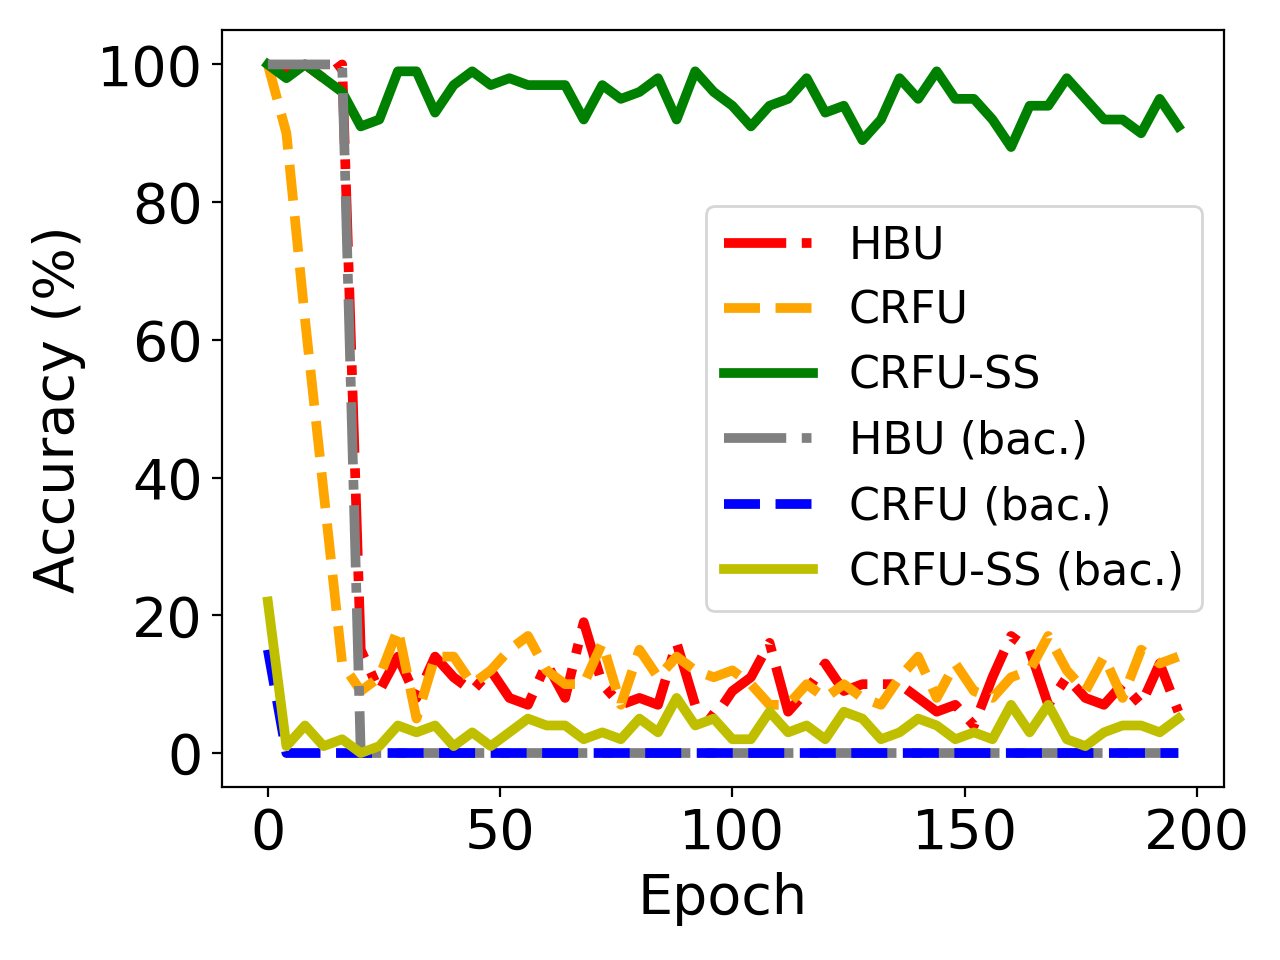 Accuracy (%)
100
80
60
40
20
0
HBU
CRFU
CRFU-SS
HBU (bac.)
CRFU (bac.)
CRFU-SS (bac.)
0 50 100 150 200
Epoch